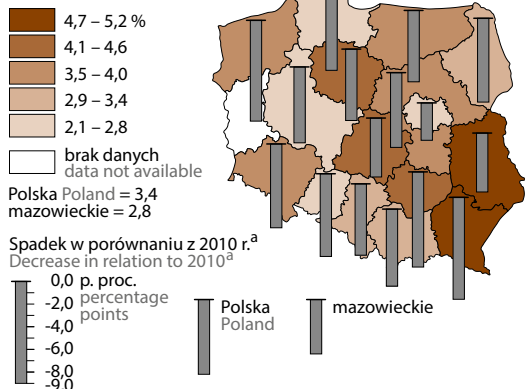 4,7 – 5,2 %
4,1 – 4,6
3,5 – 4,0
2,9 – 3,4
2,1 – 2,8
brak danych
data not available
Polska Poland = 3,4
mazowieckie = 2,8
Spadek w porównaniu z 2010 r.a
Decrease in relation to 2010a
0,0 p. proc.
percentage
points
-2,0
-4,0
-6,0
-8,0
-9,0
Polska
Poland
mazowieckie